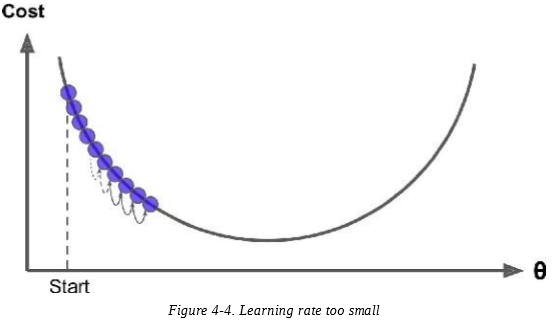 Cost
θ
Start
Figure 4-4. Learning rate too small